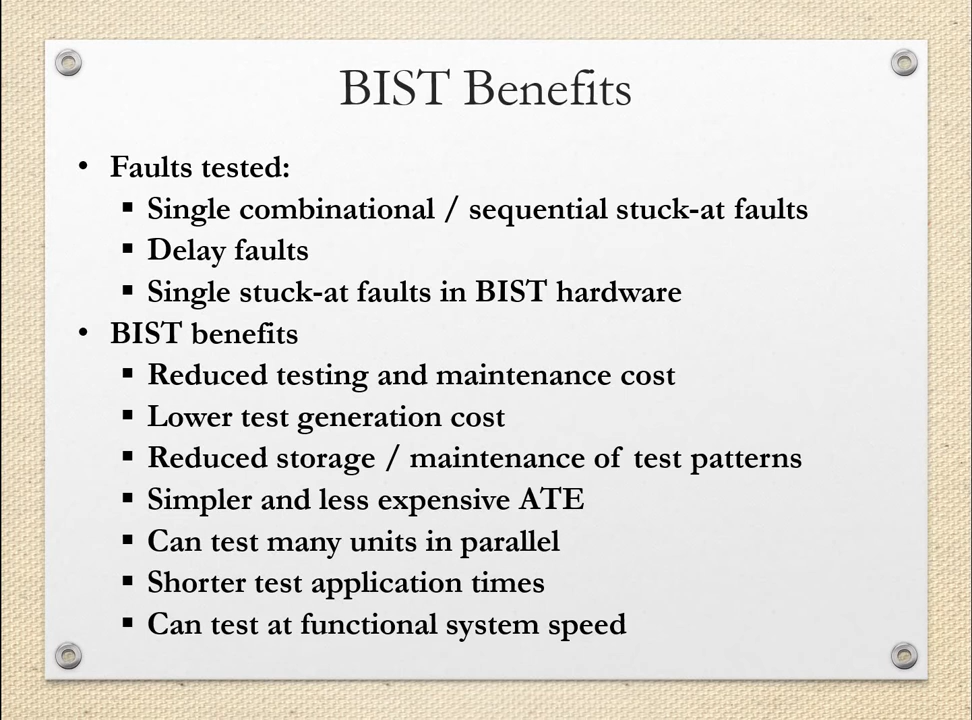 BIST Benefits
• Faults tested:
▪ Single combinational / sequential stuck-at faults
▪ Delay faults
▪ Single stuck-at faults in BIST hardware
• BIST benefits
▪ Reduced testing and maintenance cost
▪ Lower test generation cost
▪ Reduced storage / maintenance of test patterns
▪ Simpler and less expensive ATE
▪ Can test many units in parallel
▪ Shorter test application times
▪ Can test at functional system speed